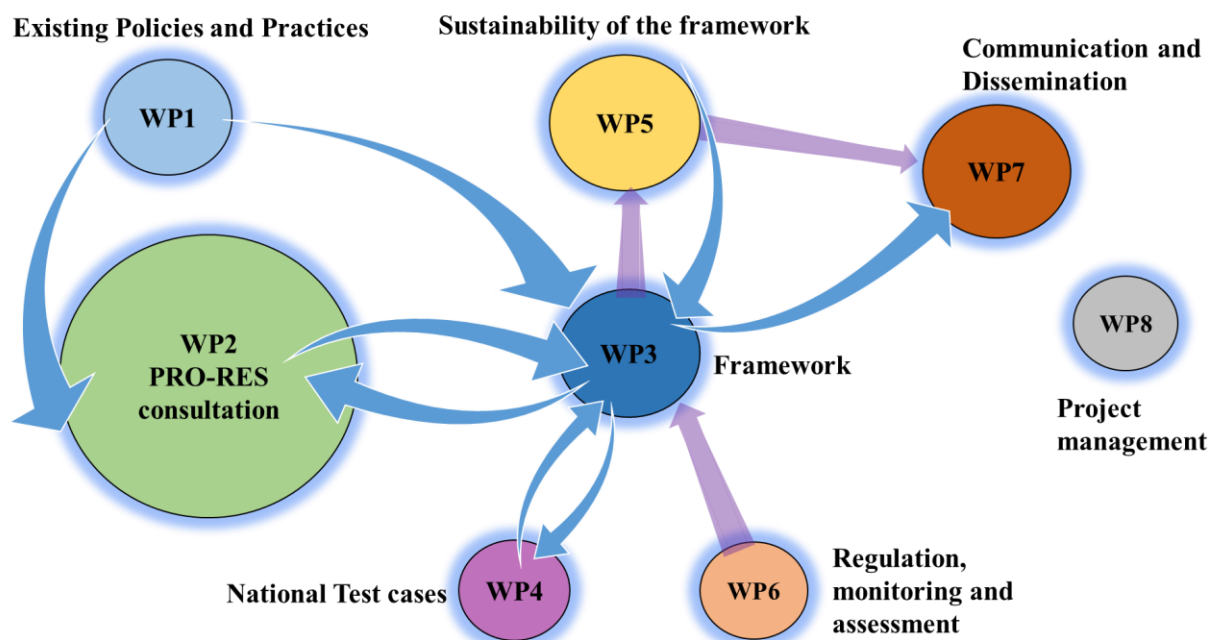 Existing Policies and Practices
Sustainability of the framework
Communication and
Dissemination
WP1
WP5
WP7
WP2
PRO-RES
consultation
WP3
Framework
WP8
Project
management
National Test cases
WP4
WP6
Regulation,
monitoring and
assessment